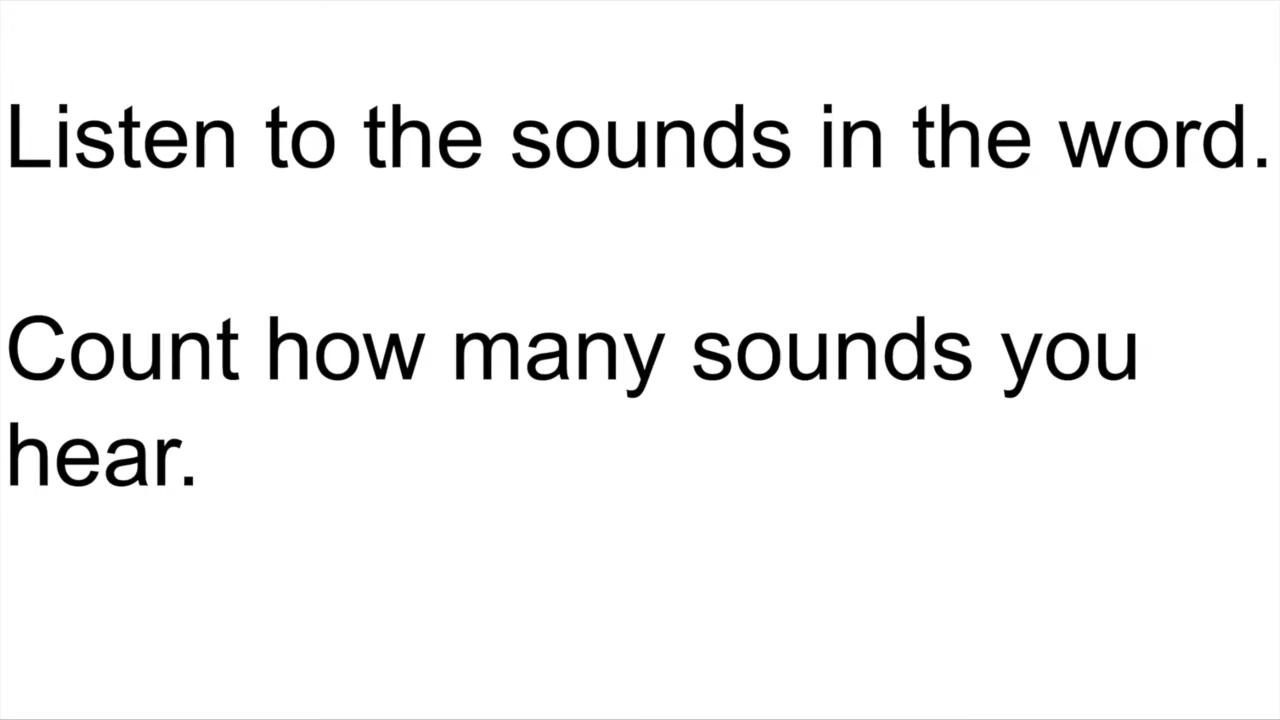 Listen to the sounds in the word.
Count how many sounds you
hear.